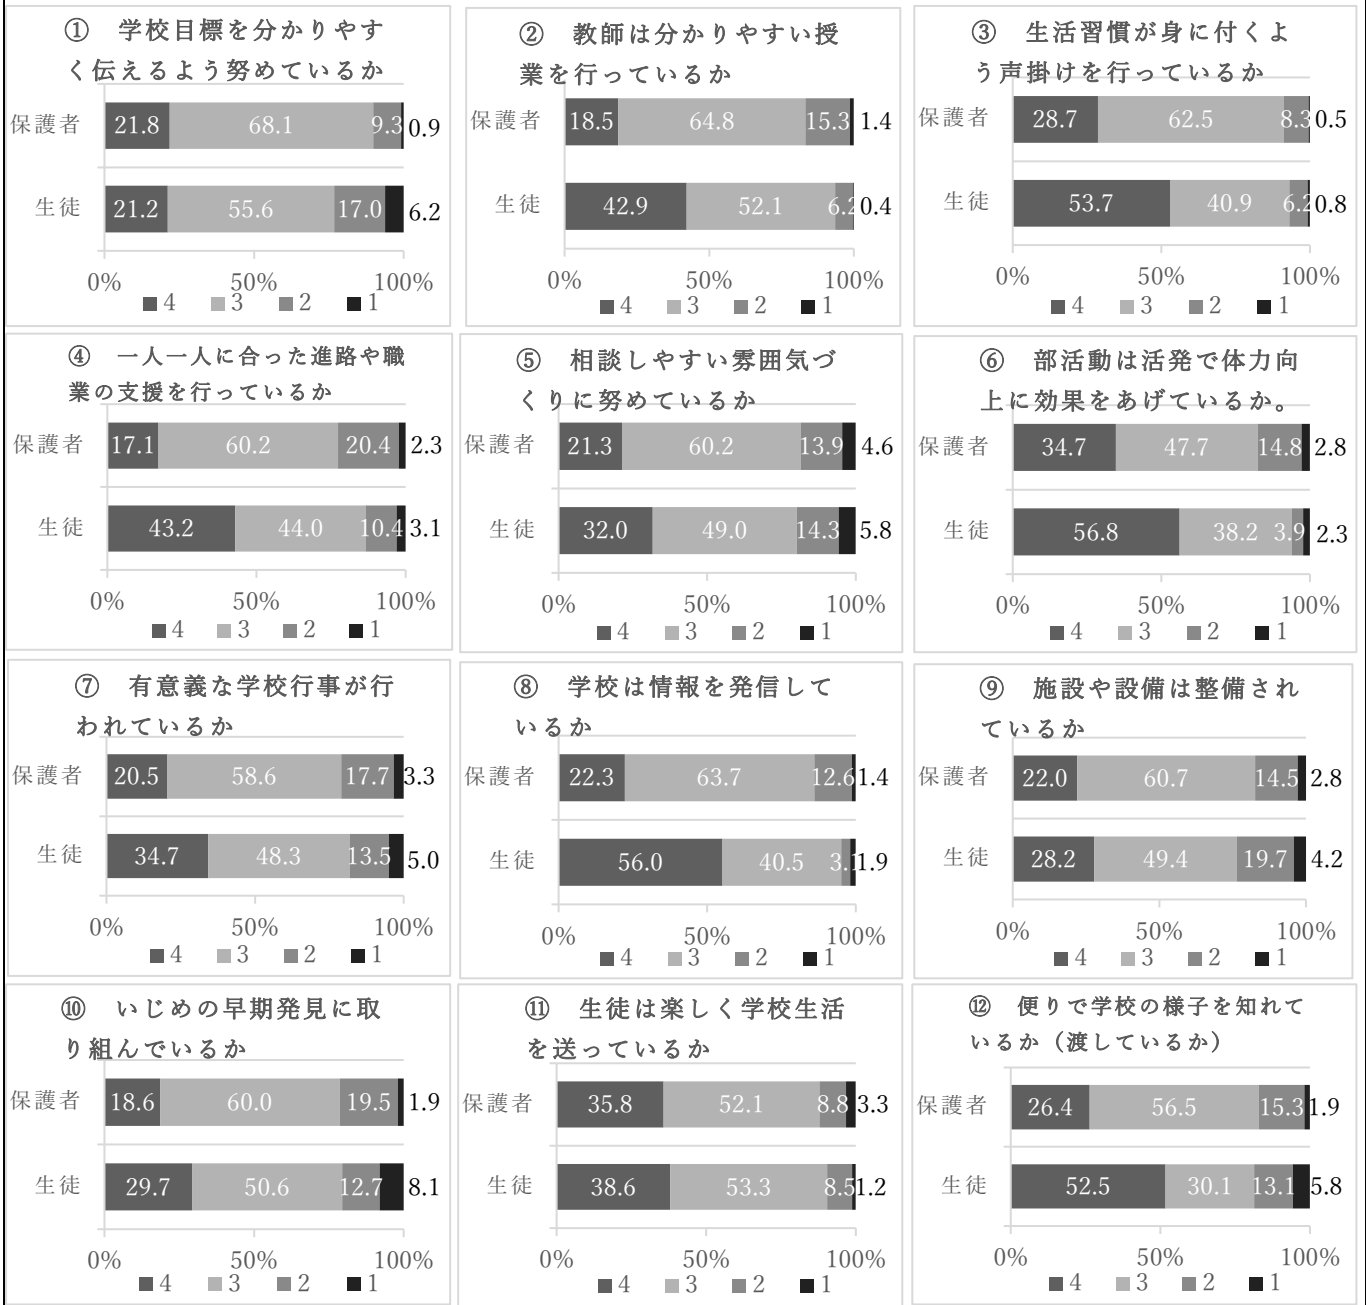 ① 学校目標を分かりやす
く伝えるよう努めているか
保護者 21.8 68.1 9.3 0.9
生徒 21.2 55.6 17.0 6.2
0% 50% 100%
■4 ■3 ■2 ■1
② 教師は分かりやすい授
業を行っているか
保護者 18.5 64.8 15.3 1.4
生徒 42.9 52.1 6.2 0.4
0% 50% 100%
■4 ■3 ■2 ■1
③ 生活習慣が身に付くよ
う声掛けを行っているか
保護者 28.7 62.5 8.3 0.5
生徒 53.7 40.9 6.2 0.8
0% 50% 100%
■4 ■3 ■2 ■1
④ 一人一人に合った進路や職
業の支援を行っているか
保護者 17.1 60.2 20.4 2.3
生徒 43.2 44.0 10.4 3.1
0% 50% 100%
■4 ■3 ■2 ■1
⑤ 相談しやすい雰囲気づ
くりに努めているか
保護者 21.3 60.2 13.9 4.6
生徒 32.0 49.0 14.3 5.8
0% 50% 100%
■4 ■3 ■2 ■1
⑥ 部活動は活発で体力向
上に効果をあげているか。
保護者 34.7 47.7 14.8 2.8
生徒 56.8 38.2 3.9 2.3
0% 50% 100%
■4 ■3 ■2 ■1
⑦ 有意義な学校行事が行
われているか
保護者 20.5 58.6 17.7 3.3
生徒 34.7 48.3 13.5 5.0
0% 50% 100%
■4 ■3 ■2 ■1
⑧ 学校は情報を発信して
いるか
保護者 22.3 63.7 12.6 1.4
生徒 56.0 40.5 3.1 1.9
0% 50% 100%
■4 ■3 ■2 ■1
⑨ 施設や設備は整備され
ているか
保護者 22.0 60.7 14.5 2.8
生徒 28.2 49.4 19.7 4.2
0% 50% 100%
■4 ■3 ■2 ■1
⑩ いじめの早期発見に取
り組んでいるか
保護者 18.6 60.0 19.5 1.9
生徒 29.7 50.6 12.7 8.1
0% 50% 100%
■4 ■3 ■2 ■1
⑪ 生徒は楽しく学校生活
を送っているか
保護者 35.8 52.1 8.8 3.3
生徒 38.6 53.3 8.5 1.2
0% 50% 100%
■4 ■3 ■2 ■1
⑫ 便りで学校の様子を知れて
いるか（渡しているか）
保護者 26.4 56.5 15.3 1.9
生徒 52.5 30.1 13.1 5.8
0% 50% 100%
■4 ■3 ■2 ■1